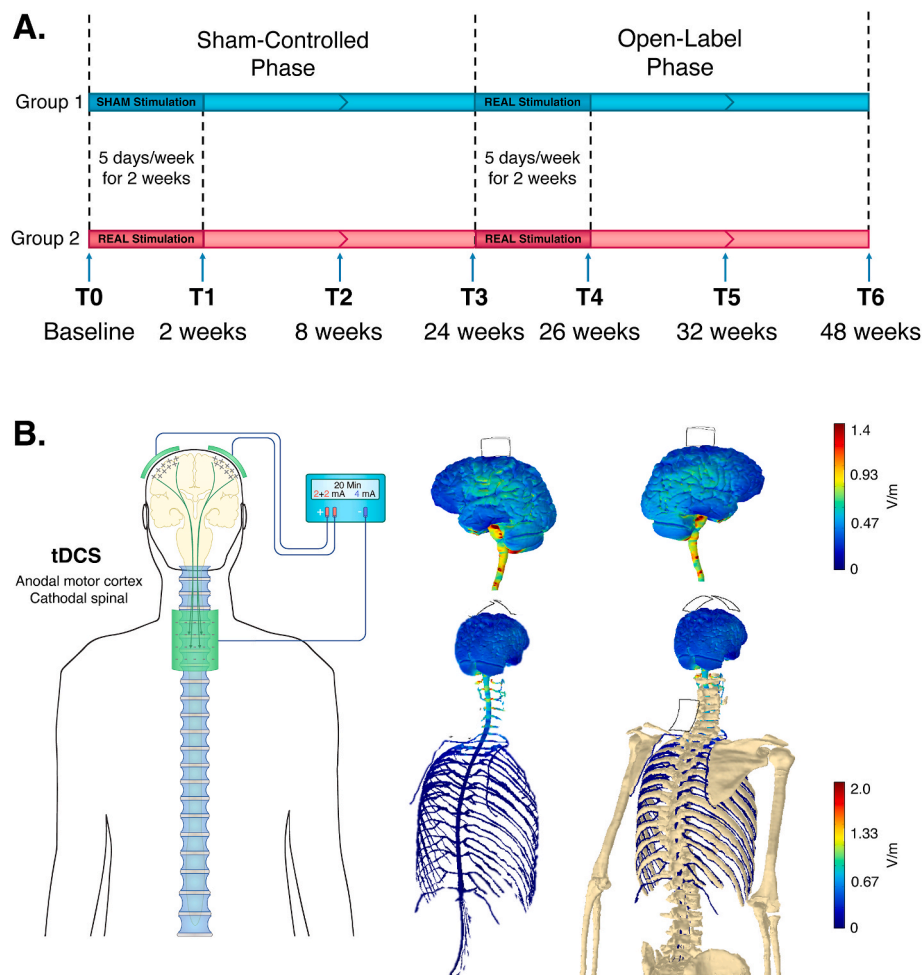 A.
Sham-Controlled
Phase
Open-Label
Phase
Group 1
SHAM Stimulation
REAL Stimulation
5 days/week
for 2 weeks
5 days/week
for 2 weeks
Group 2
REAL Stimulation
REAL Stimulation
T0
T1
T2
T3
T4
T5
T6
Baseline
2 weeks
8 weeks
24 weeks
26 weeks
32 weeks
48 weeks
B.
20 Min
2+2 mA 4 mA
+ -
tDCS
Anodal motor cortex
Cathodal spinal
1.4
0.93
0.47
0
V/m
2.0
1.33
0.67
0
V/m